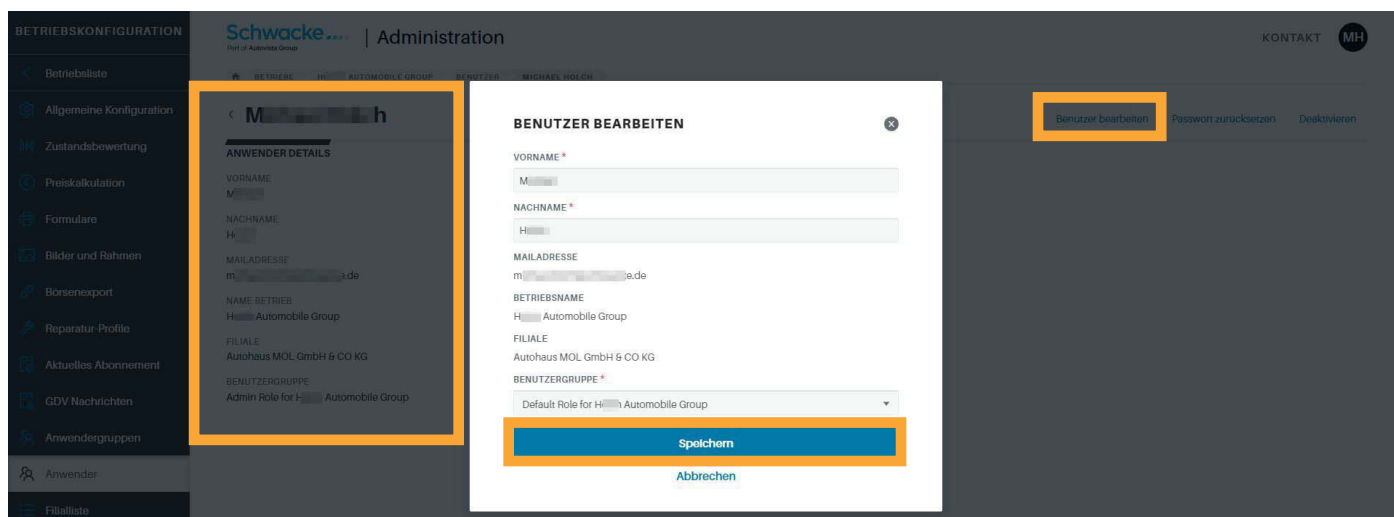 BETRIEBSKONFIGURATION
Betriebsliste
Allgemeine Konfiguration
Zustandsbewertung
Preiskalkulation
Formulare
Bilder und Rahmen
Börsenexport
Reparatur-Profile
Aktuelles Abonnement
GDV Nachrichten
Anwendergruppen
Anwender
Filialliste
Schwacke | Administration
Part of Autovista Group
KONTAKT MH
BETRIEBE H AUTOMOBILE GROUP BENUTZER
M h
Benutzer bearbeiten Passwort zurücksetzen Deaktivieren
ANWENDER DETAILS
VORNAME
M
NACHNAME
H
MAILADRESSE
m e.de
NAME BETRIEB
H Automobile Group
FILIALE
Autohaus MOL GmbH & CO KG
BENUTZERGRUPPE
Admin Role for H Automobile Group
BENUTZER BEARBEITEN
VORNAME *
M
NACHNAME *
H
MAILADRESSE
m e.de
BETRIEBSNAME
H Automobile Group
FILIALE
Autohaus MOL GmbH & CO KG
BENUTZERGRUPPE *
Default Role for H h Automobile Group
Speichern
Abbrechen